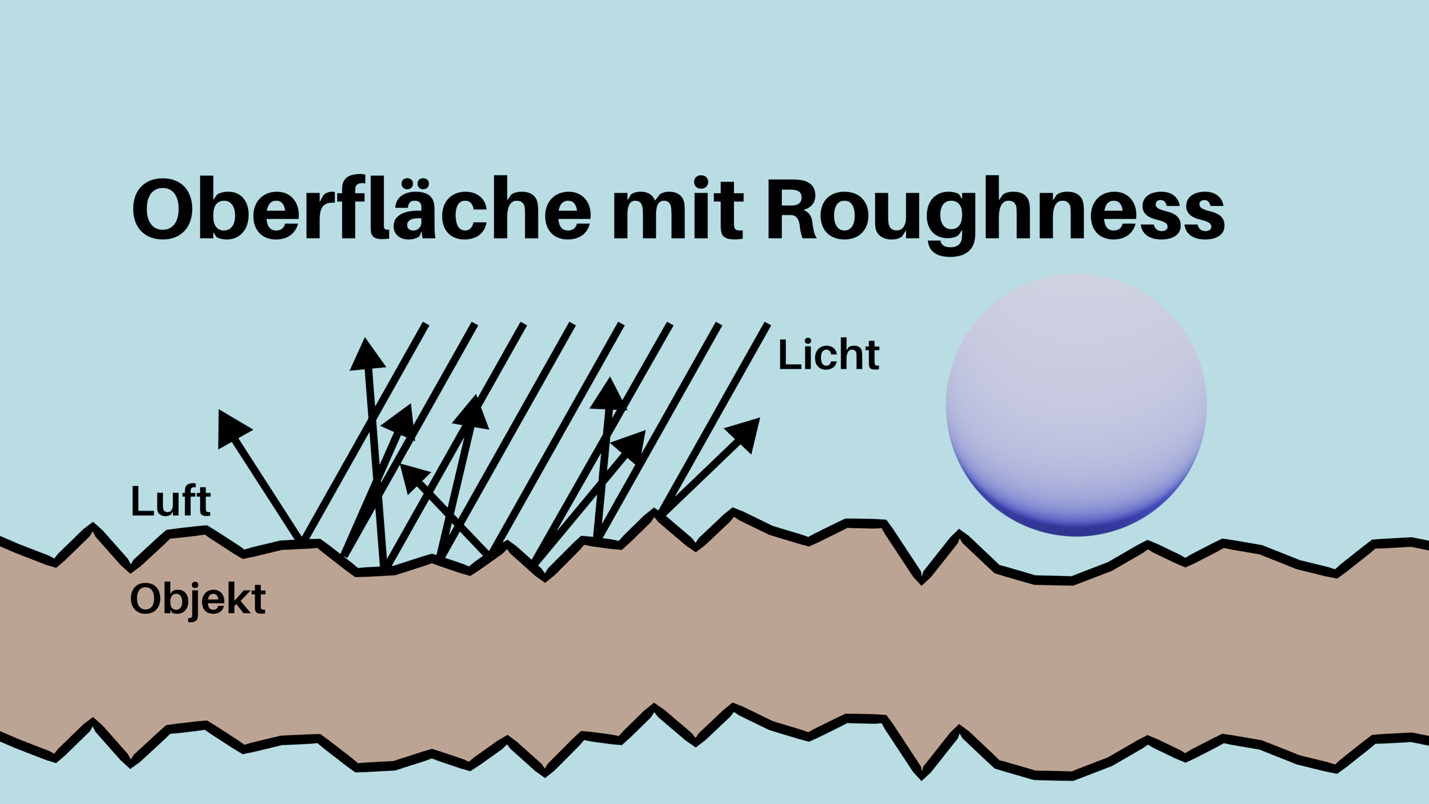 Oberfläche mit Roughness
Licht
Luft
Objekt